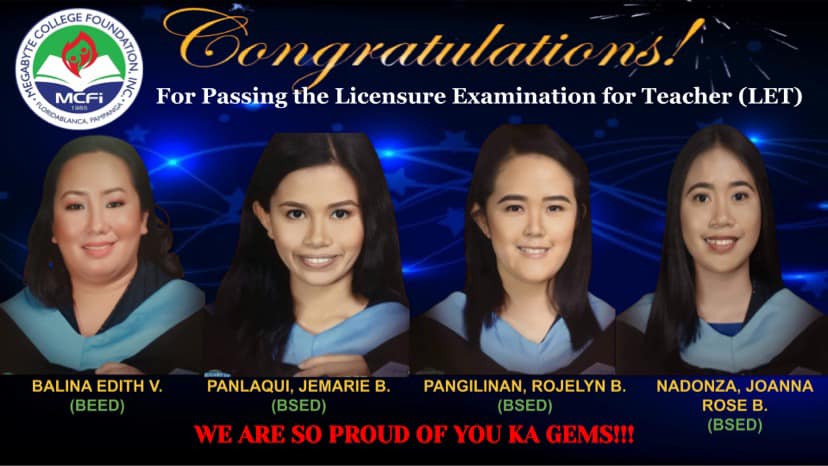 MEGABYTE COLLEGE FOUNDATION, INC.
MCFi
1985
FLORIDABLANCA, PAMPANGA
Congratulations!
For Passing the Licensure Examination for Teacher (LET)
BALINA EDITH V.
(BEED)
PANLAQUI, JEMARIE B.
(BSED)
PANGILINAN, ROJELYN B.
(BSED)
NADONZA, JOANNA
ROSE B.
(BSED)
WE ARE SO PROUD OF YOU KA GEMS!!!